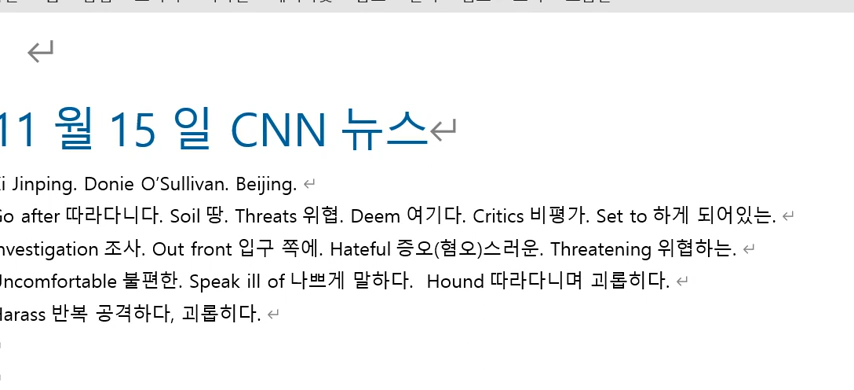 11 월 15 일 CNN 뉴스
Xi Jinping. Donie O’Sullivan. Beijing.
Go after 따라다니다. Soil 땅. Threats 위협. Deem 여기다. Critics 비평가. Set to 하게 되어있는.
Investigation 조사. Out front 입구 쪽에. Hateful 증오(혐오)스러운. Threatening 위협하는.
Uncomfortable 불편한. Speak ill of 나쁘게 말하다.  Hound 따라다니며 괴롭히다.
Harass 반복 공격하다, 괴롭히다.